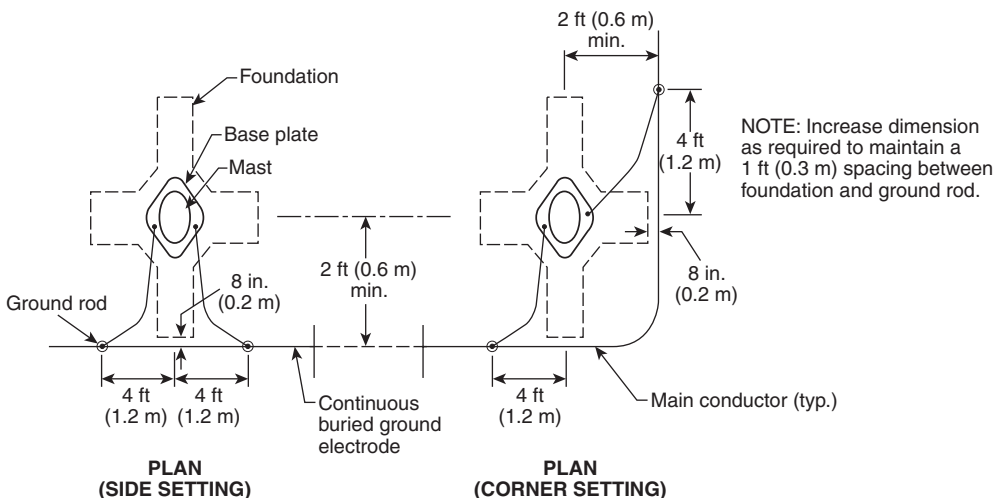 Foundation
Base plate
Mast
Ground rod
8 in.
(0.2 m)
4 ft
(1.2 m)
4 ft
(1.2 m)
Continuous
buried ground
electrode
PLAN
(SIDE SETTING)
2 ft (0.6 m)
min.
2 ft (0.6 m)
min.
4 ft
(1.2 m)
8 in.
(0.2 m)
4 ft
(1.2 m)
Main conductor (typ.)
PLAN
(CORNER SETTING)
NOTE: Increase dimension
as required to maintain a
1 ft (0.3 m) spacing between
foundation and ground rod.